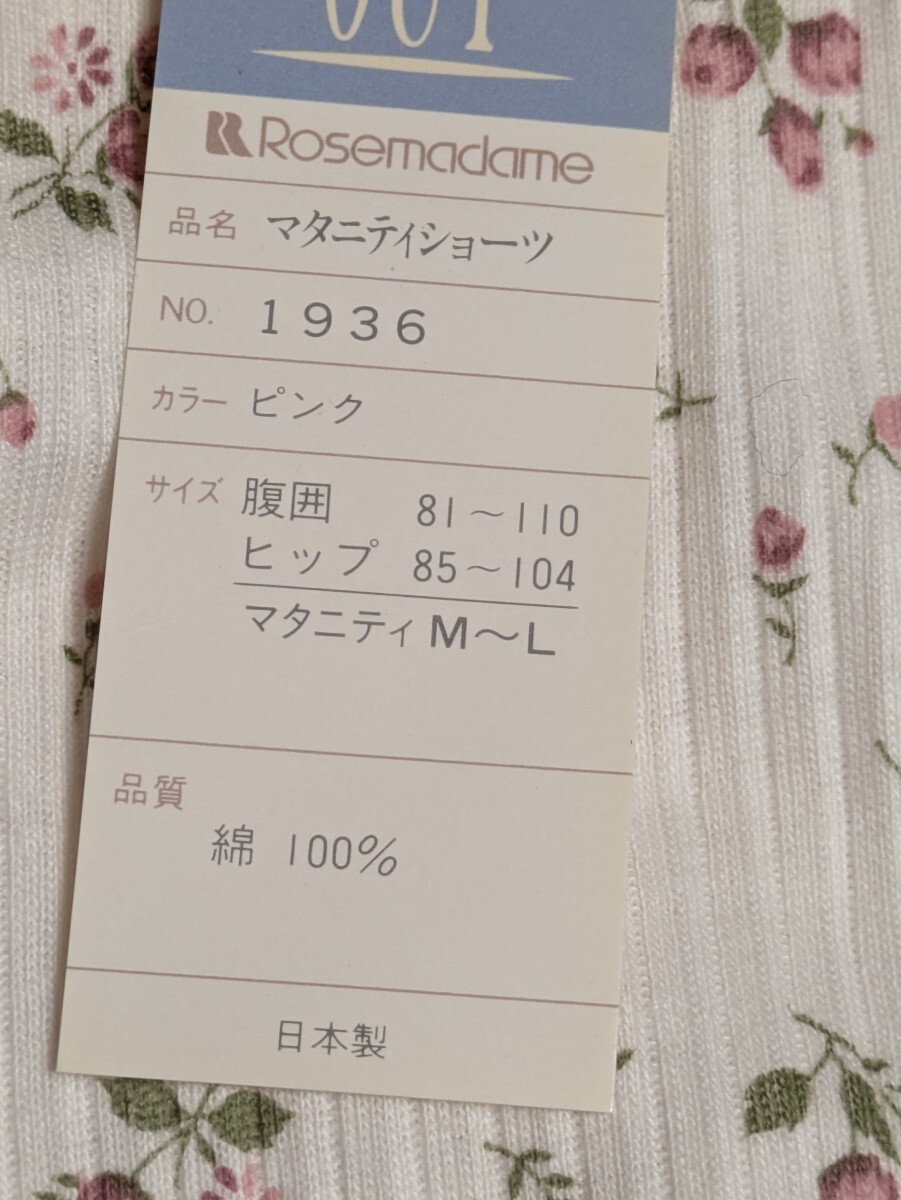 Rosemadame
品名 マタニティショーツ
NO. 1936
カラー ピンク
サイズ 腹囲 81～110
ヒップ 85～104
マタニティ M～L
品質
綿 100%
日本製